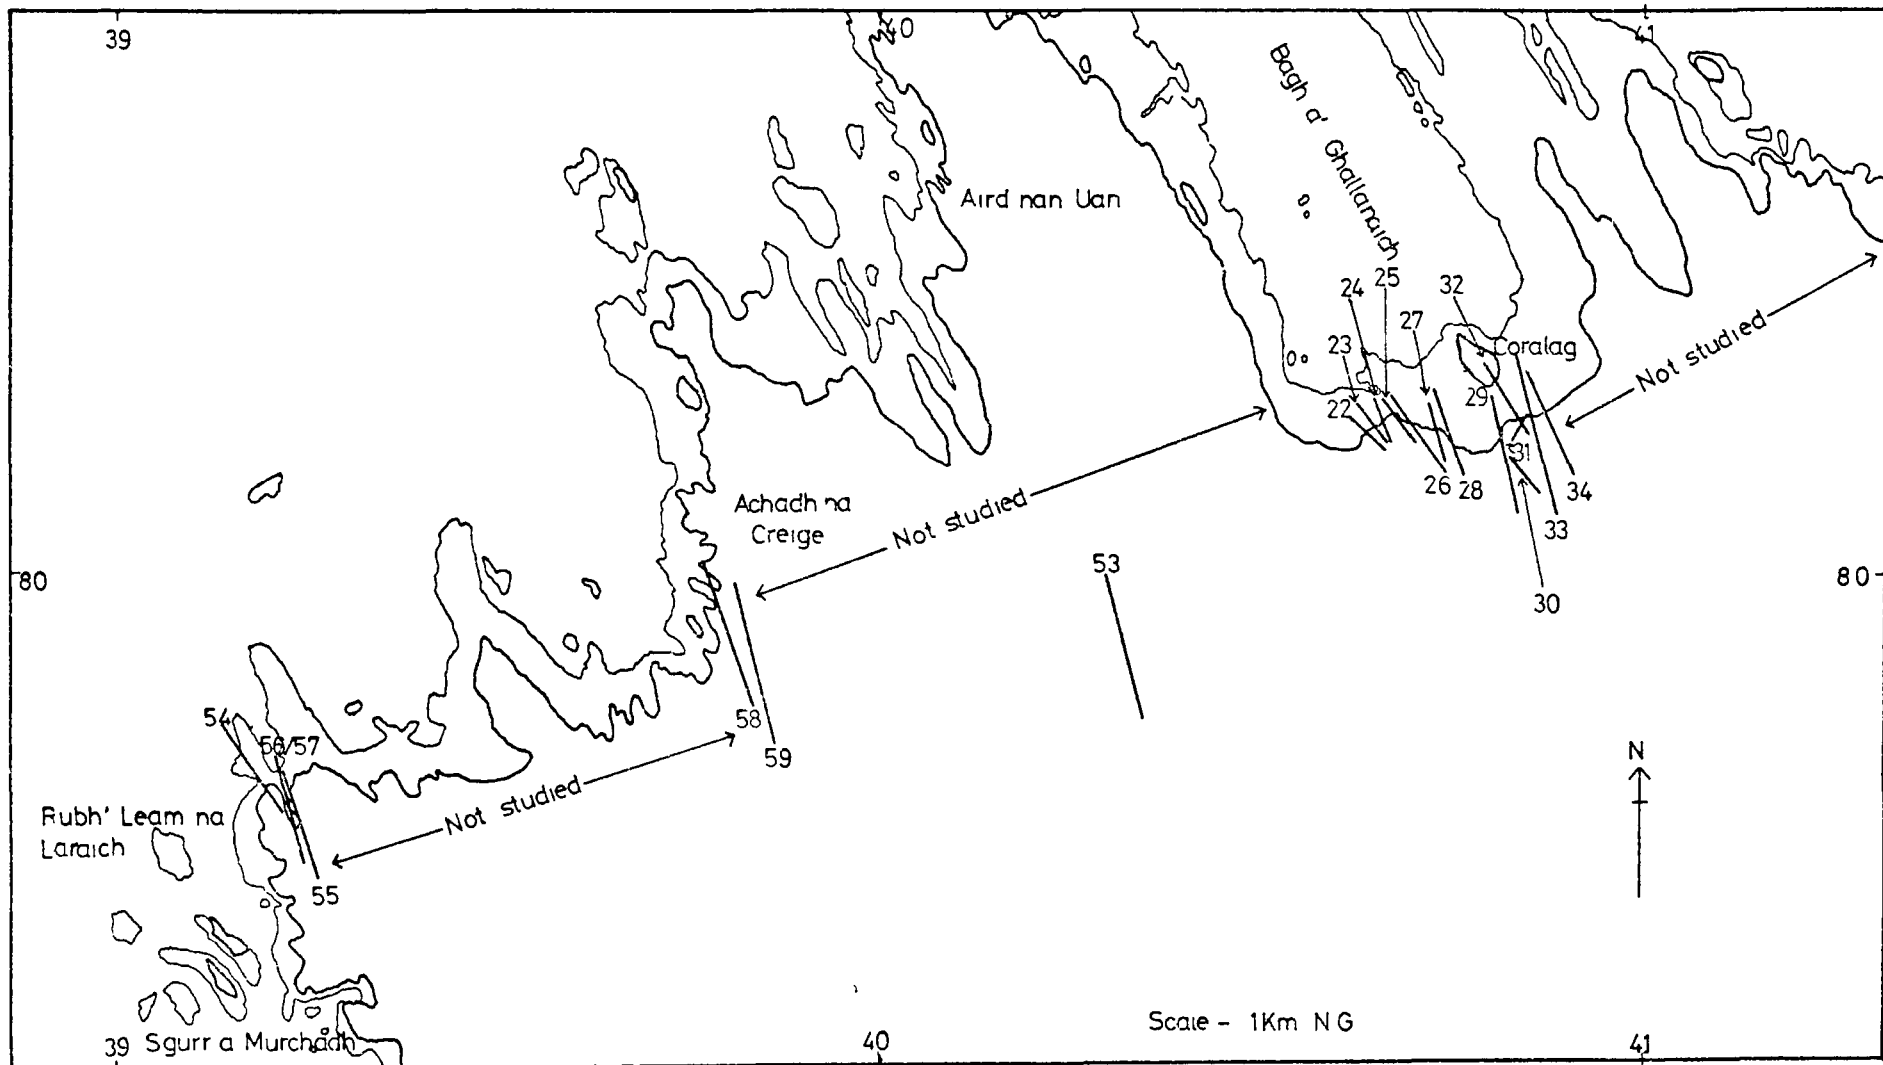 39
40
41
Bagh a' Ghallanaich
Aird nan Uan
24
25
32
27
23
Coralag
22
29
Not studied
31
26
28
34
33
30
Achadh na
Creige
Not studied
53
80
80
54
56/57
58
59
Not studied
55
Rubh' Leam na
Laraich
N
Scale - 1Km N G
39
Sgurr a Murchadh
40
41